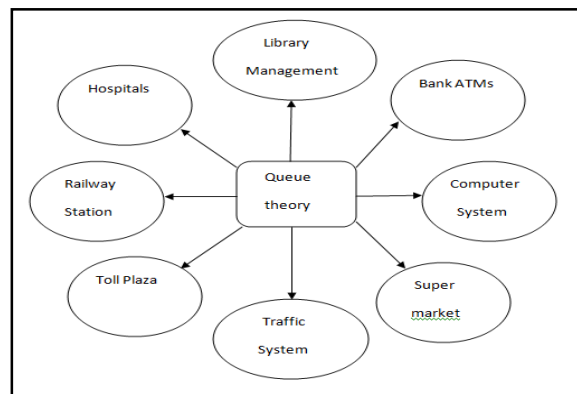 Library
Management
Hospitals
Bank ATMs
Queue
theory
Railway
Station
Computer
System
Toll Plaza
Super
market
Traffic
System